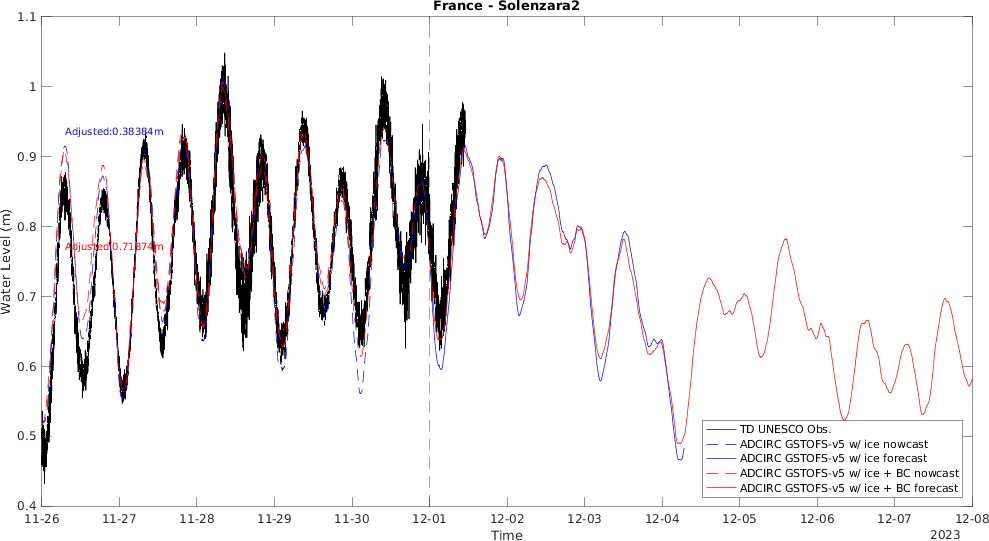 France - Solenzara2
1.1
1
0.9
0.8
0.7
0.6
0.5
0.4
Water Level (m)
Adjusted:0.38384m
Adjusted:0.71874m
TD UNESCO Obs.
ADCIRC GSTOFS-v5 w/ ice nowcast
ADCIRC GSTOFS-v5 w/ ice forecast
ADCIRC GSTOFS-v5 w/ ice + BC nowcast
ADCIRC GSTOFS-v5 w/ ice + BC forecast
11-26 11-27 11-28 11-29 11-30 12-01 12-02 12-03 12-04 12-05 12-06 12-07 12-08
Time
2023